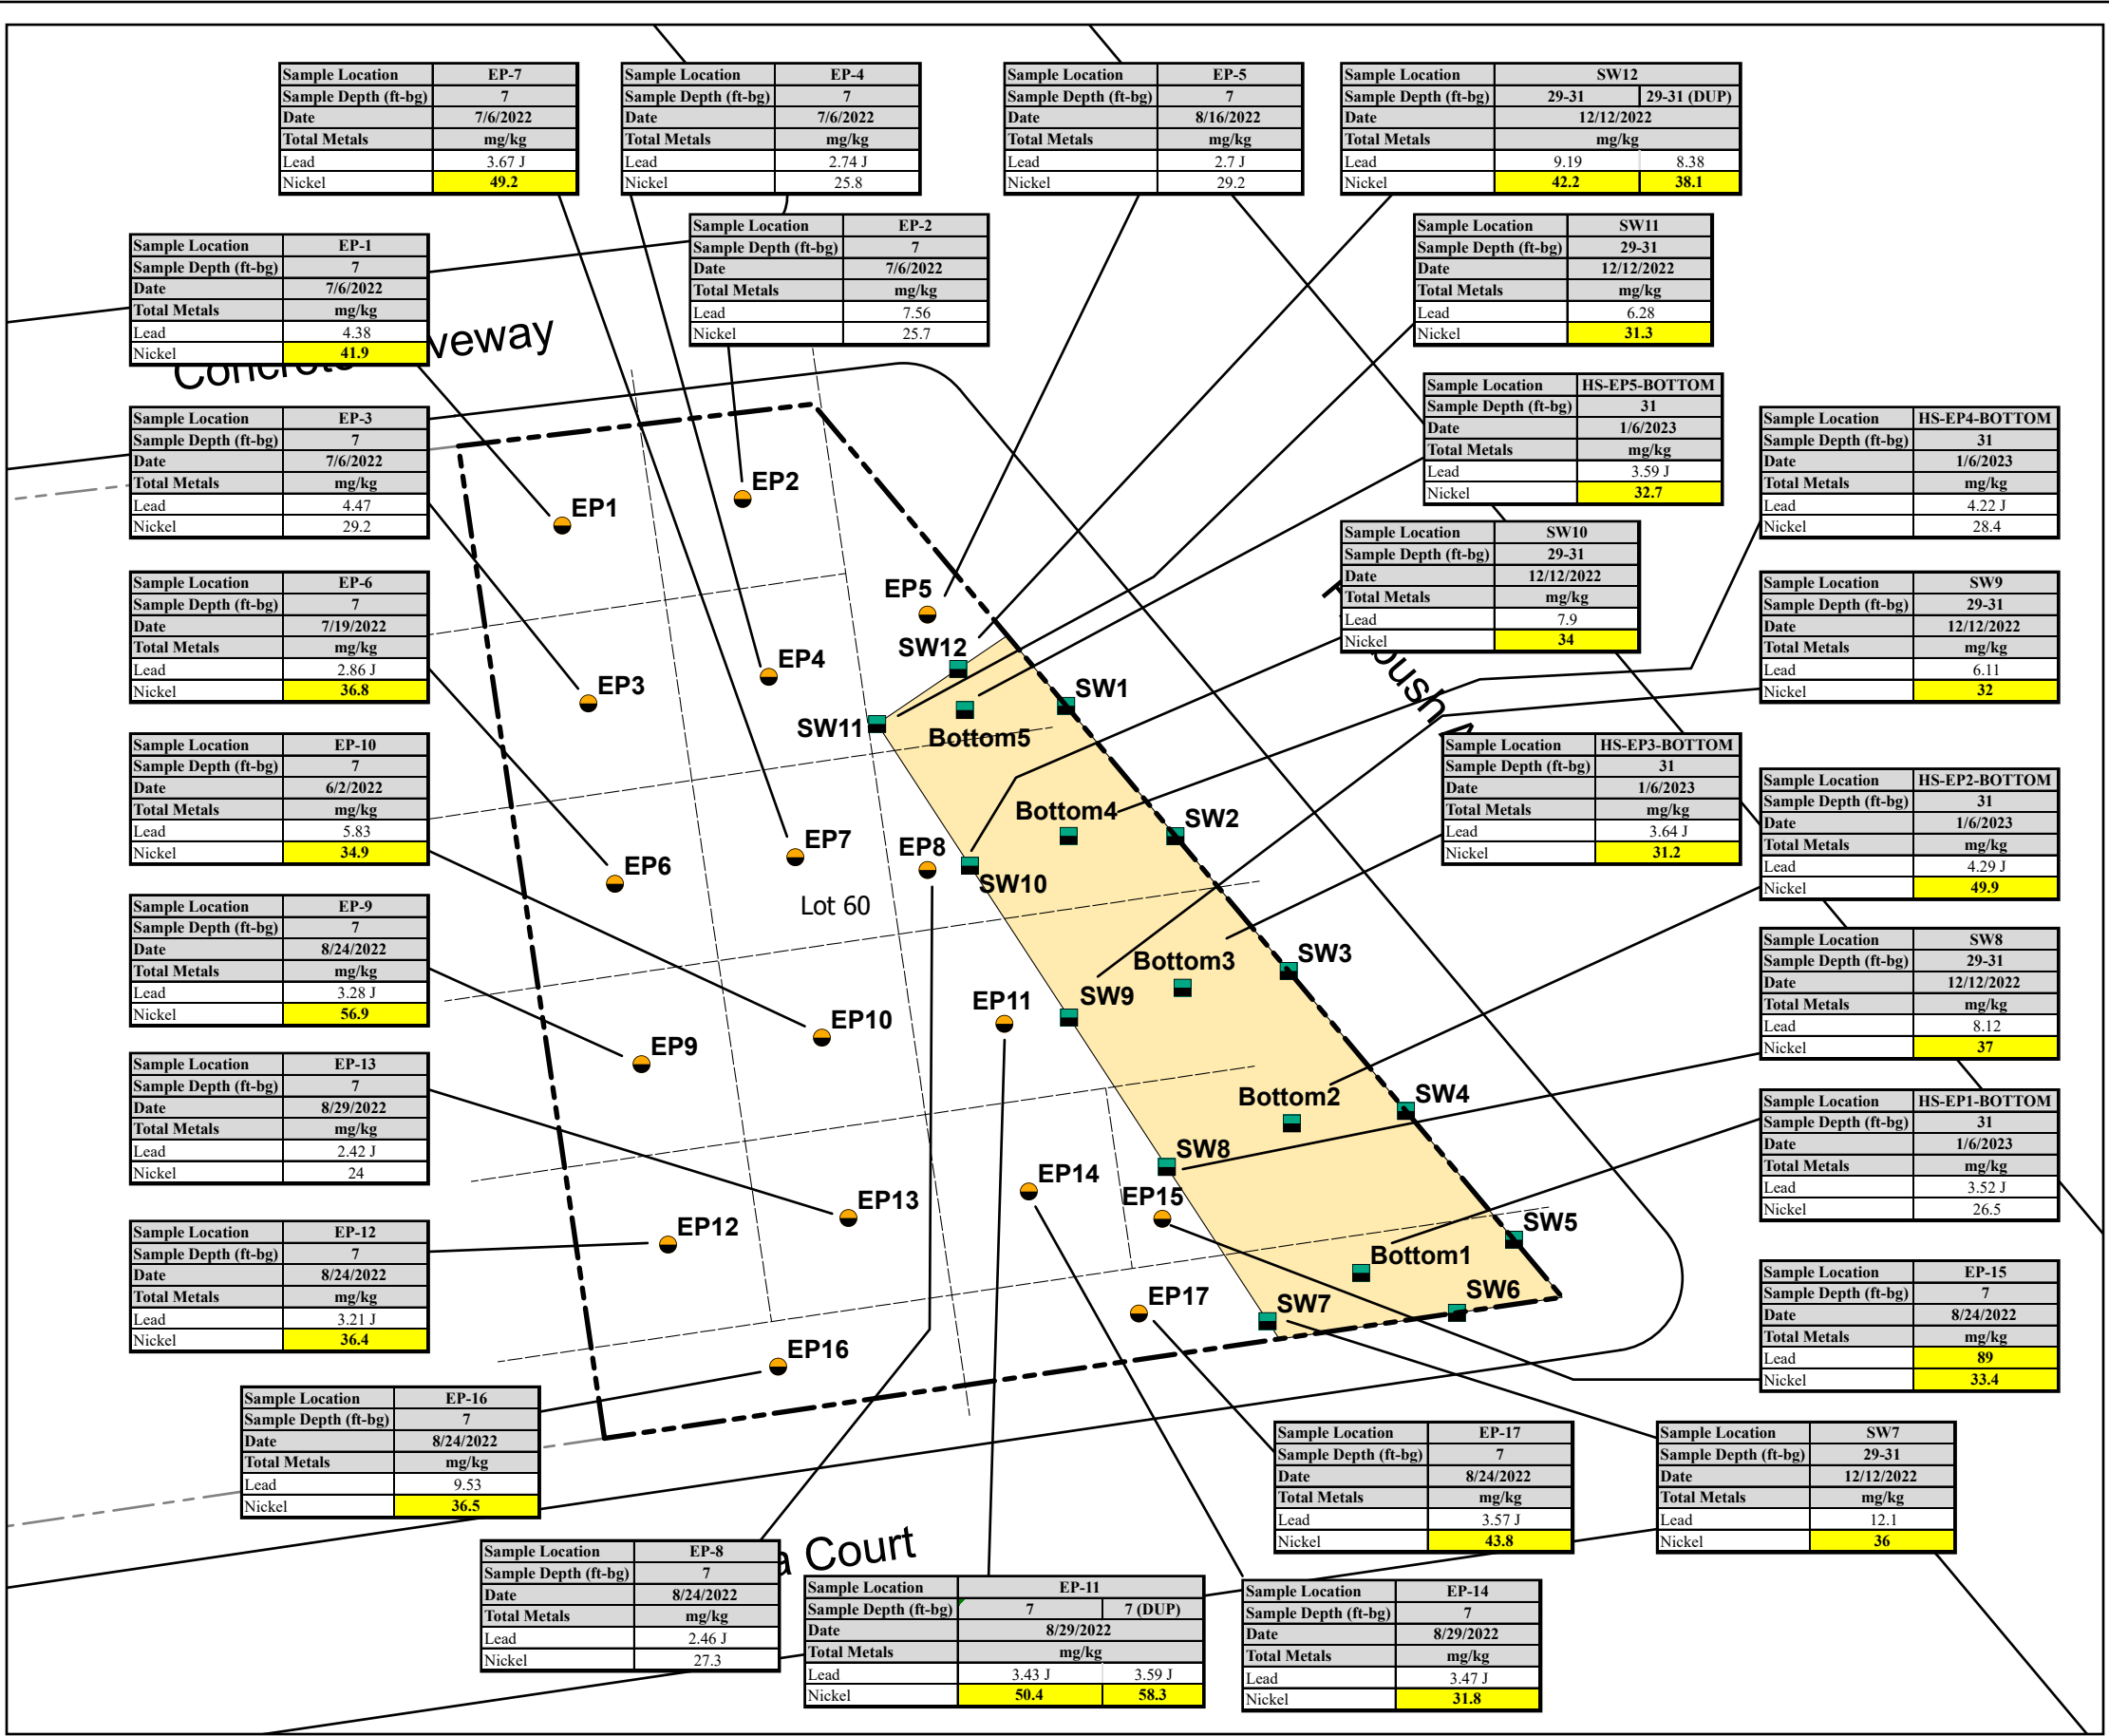 Sample Location EP-7
Sample Depth (ft-bg) 7
Date 7/6/2022
Total Metals mg/kg
Lead 3.67 J
Nickel 49.2
Sample Location EP-4
Sample Depth (ft-bg) 7
Date 7/6/2022
Total Metals mg/kg
Lead 2.74 J
Nickel 25.8
Sample Location EP-5
Sample Depth (ft-bg) 7
Date 8/16/2022
Total Metals mg/kg
Lead 2.7 J
Nickel 29.2
Sample Location SW12
Sample Depth (ft-bg) 29-31 29-31 (DUP)
Date 12/12/2022
Total Metals mg/kg
Lead 9.19 8.38
Nickel 42.2 38.1
Sample Location EP-1
Sample Depth (ft-bg) 7
Date 7/6/2022
Total Metals mg/kg
Lead 4.38
Nickel 41.9
Sample Location EP-2
Sample Depth (ft-bg) 7
Date 7/6/2022
Total Metals mg/kg
Lead 7.56
Nickel 25.7
Sample Location SW11
Sample Depth (ft-bg) 29-31
Date 12/12/2022
Total Metals mg/kg
Lead 6.28
Nickel 31.3
Sample Location EP-3
Sample Depth (ft-bg) 7
Date 7/6/2022
Total Metals mg/kg
Lead 4.47
Nickel 29.2
Sample Location HS-EP5-BOTTOM
Sample Depth (ft-bg) 31
Date 1/6/2023
Total Metals mg/kg
Lead 3.59 J
Nickel 32.7
Sample Location HS-EP4-BOTTOM
Sample Depth (ft-bg) 31
Date 1/6/2023
Total Metals mg/kg
Lead 4.22 J
Nickel 28.4
Sample Location SW10
Sample Depth (ft-bg) 29-31
Date 12/12/2022
Total Metals mg/kg
Lead 7.9
Nickel 34
Sample Location EP-6
Sample Depth (ft-bg) 7
Date 7/19/2022
Total Metals mg/kg
Lead 2.86 J
Nickel 36.8
Sample Location SW9
Sample Depth (ft-bg) 29-31
Date 12/12/2022
Total Metals mg/kg
Lead 6.11
Nickel 32
Sample Location EP-10
Sample Depth (ft-bg) 7
Date 6/2/2022
Total Metals mg/kg
Lead 5.83
Nickel 34.9
Sample Location HS-EP3-BOTTOM
Sample Depth (ft-bg) 31
Date 1/6/2023
Total Metals mg/kg
Lead 3.64 J
Nickel 31.2
Sample Location HS-EP2-BOTTOM
Sample Depth (ft-bg) 31
Date 1/6/2023
Total Metals mg/kg
Lead 4.29 J
Nickel 49.9
Sample Location EP-9
Sample Depth (ft-bg) 7
Date 8/24/2022
Total Metals mg/kg
Lead 3.28 J
Nickel 56.9
Sample Location SW8
Sample Depth (ft-bg) 29-31
Date 12/12/2022
Total Metals mg/kg
Lead 8.12
Nickel 37
Sample Location EP-13
Sample Depth (ft-bg) 7
Date 8/29/2022
Total Metals mg/kg
Lead 2.42 J
Nickel 24
Sample Location HS-EP1-BOTTOM
Sample Depth (ft-bg) 31
Date 1/6/2023
Total Metals mg/kg
Lead 3.52 J
Nickel 26.5
Sample Location EP-12
Sample Depth (ft-bg) 7
Date 8/24/2022
Total Metals mg/kg
Lead 3.21 J
Nickel 36.4
Sample Location EP-15
Sample Depth (ft-bg) 7
Date 8/24/2022
Total Metals mg/kg
Lead 89
Nickel 33.4
Sample Location EP-16
Sample Depth (ft-bg) 7
Date 8/24/2022
Total Metals mg/kg
Lead 9.53
Nickel 36.5
Sample Location EP-17
Sample Depth (ft-bg) 7
Date 8/24/2022
Total Metals mg/kg
Lead 3.57 J
Nickel 43.8
Sample Location SW7
Sample Depth (ft-bg) 29-31
Date 12/12/2022
Total Metals mg/kg
Lead 12.1
Nickel 36
Sample Location EP-8
Sample Depth (ft-bg) 7
Date 8/24/2022
Total Metals mg/kg
Lead 2.46 J
Nickel 27.3
Sample Location EP-11
Sample Depth (ft-bg) 7 7 (DUP)
Date 8/29/2022
Total Metals mg/kg
Lead 3.43 J 3.59 J
Nickel 50.4 58.3
Sample Location EP-14
Sample Depth (ft-bg) 7
Date 8/29/2022
Total Metals mg/kg
Lead 3.47 J
Nickel 31.8
EP2
EP1
EP5
SW12
EP4
EP3
SW1
SW11
Bottom5
Bottom4
SW2
EP7
EP8
EP6
SW10
Lot 60
SW3
Bottom3
SW9
EP11
EP10
EP9
Bottom2
SW4
SW8
EP14
EP15
EP13
EP12
SW5
Bottom1
SW6
SW7
EP17
EP16
Court